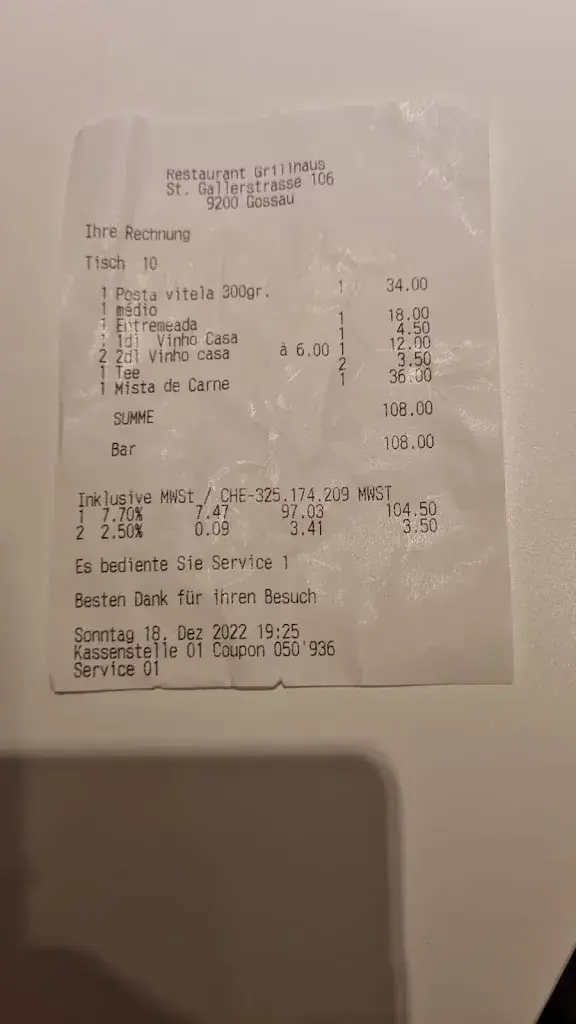 Restaurant Grillhaus
St. Gallerstrasse 106
9200 Gossau
Ihre Rechnung
Tisch 10
1 Posta vitela 300gr. 1 34.00
1 médio
1 Entremeada 1 18.00
1 1dl Vinho Casa 1 4.50
2 2dl Vinho casa à 6.00 1 12.00
1 Tee 2 3.50
1 Mista de Carne 1 36.00
SUMME 108.00
Bar 108.00
Inklusive MWSt / CHE-325.174.209 MWST
1 7.70% 7.47 97.03 104.50
2 2.50% 0.09 3.41 3.50
Es bediente Sie Service 1
Besten Dank für ihren Besuch
Sonntag 18. Dez 2022 19:25
Kassenstelle 01 Coupon 050'936
Service 01